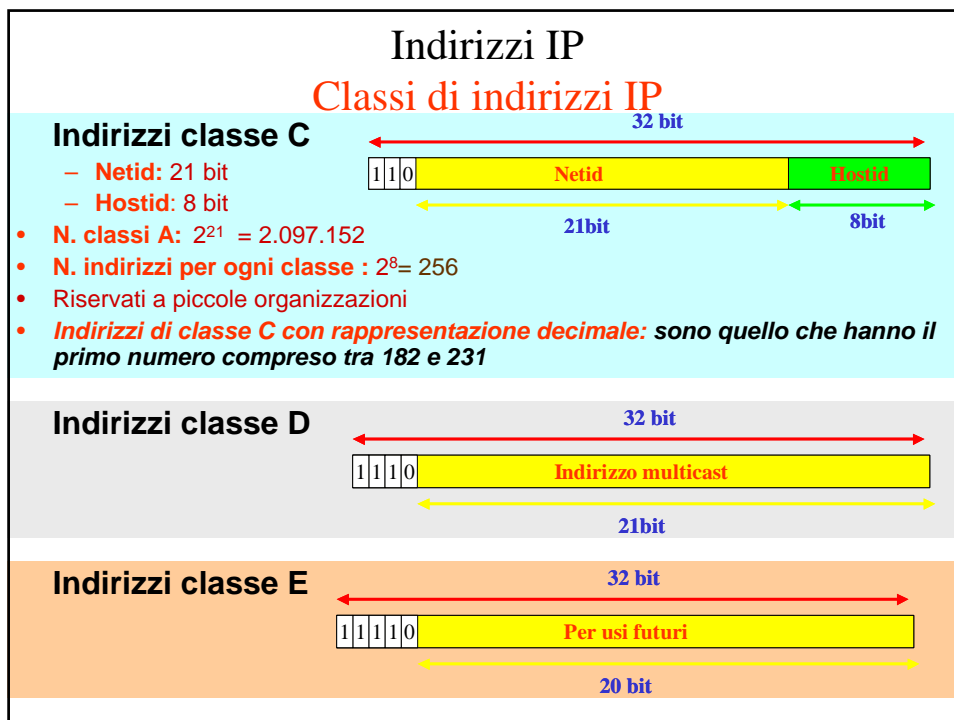 Indirizzi IP
Classi di indirizzi IP
Indirizzi classe C
– Netid: 21 bit
– Hostid: 8 bit
32 bit
1 1 0 Netid Hostid
21bit 8bit
• N. classi A: 2²¹ = 2.097.152
• N. indirizzi per ogni classe : 2⁸= 256
• Riservati a piccole organizzazioni
• Indirizzi di classe C con rappresentazione decimale: sono quello che hanno il
primo numero compreso tra 182 e 231
Indirizzi classe D
32 bit
1 1 1 0 Indirizzo multicast
21bit
Indirizzi classe E
32 bit
1 1 1 1 0 Per usi futuri
20 bit